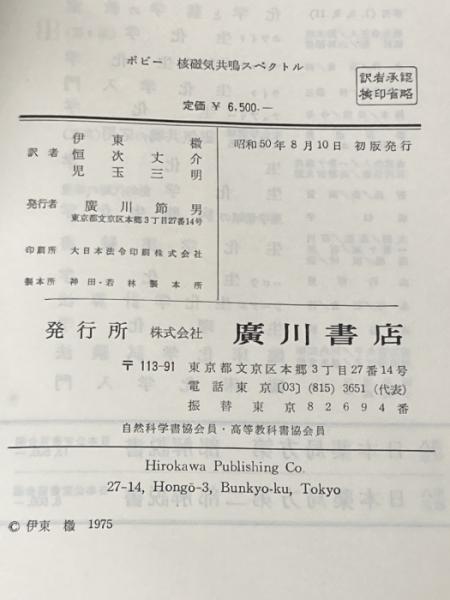 ボビー 核磁気共鳴スペクトル
訳者承認
検印省略
定価 ¥ 6,500.—
昭和50年8月10日 初版発行
訳者
伊東 檓
恒次丈介
児玉三明
発行者 廣川節男
東京都文京区本郷3丁目27番14号
印刷所 大日本法令印刷株式会社
製本所 神田・若林製本所
発行所 株式会社 廣川書店
〒113-91 東京都文京区本郷3丁目27番14号
電話 東京 [03] (815) 3651 (代表)
振替 東京 82694番
自然科学書協会員・高等教科書協会員
Hirokawa Publishing Co.
27-14, Hongō-3, Bunkyo-ku, Tokyo
© 伊東 檓 1975